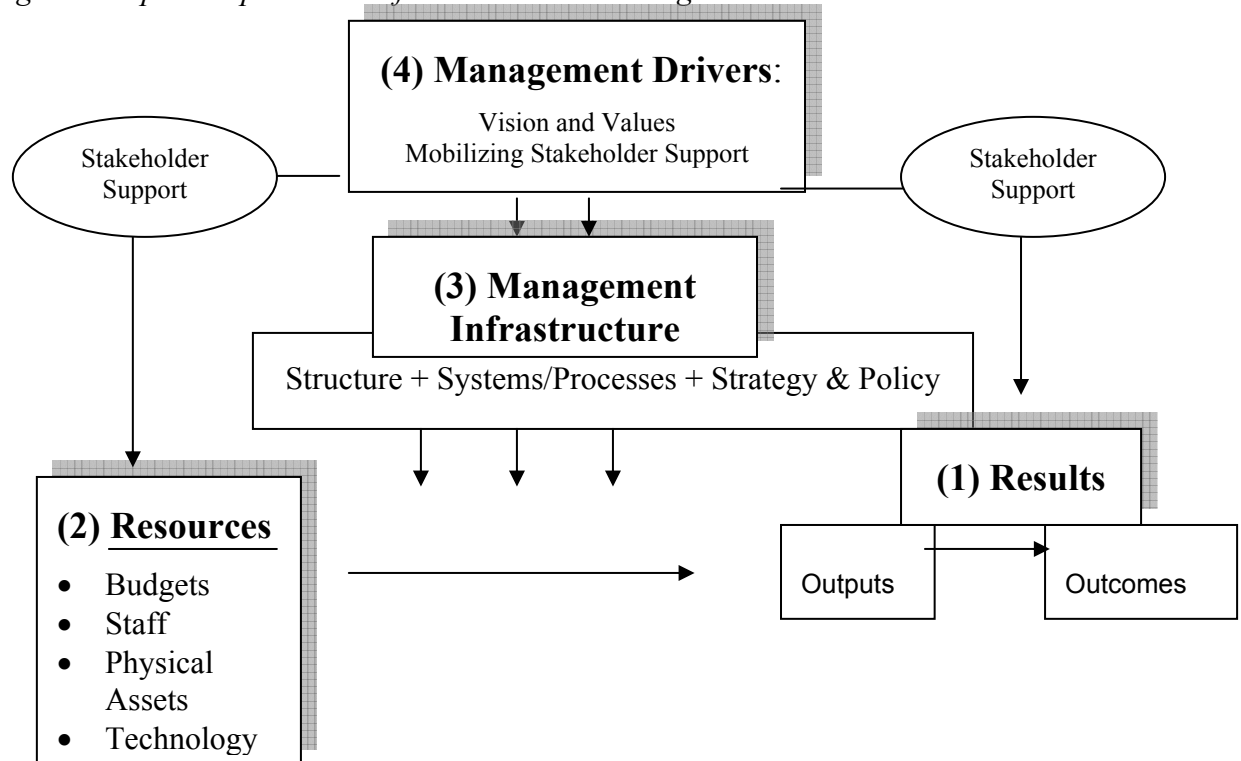 (4) Management Drivers:
Vision and Values
Mobilizing Stakeholder Support
Stakeholder
Support
Stakeholder
Support
(3) Management
Infrastructure
Structure + Systems/Processes + Strategy & Policy
(1) Results
Outputs
Outcomes
(2) Resources
• Budgets
• Staff
• Physical
Assets
• Technology